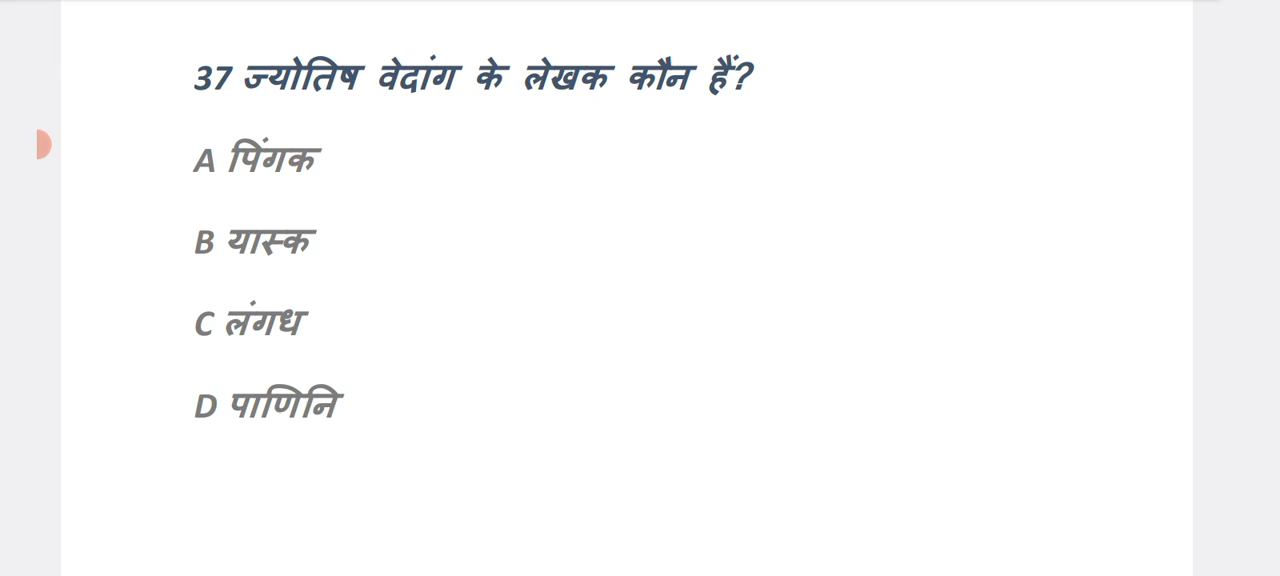 37 ज्योतिष वेदांग के लेखक कौन हैं?
A पिंगक
B यास्क
C लंगध
D पाणिनि